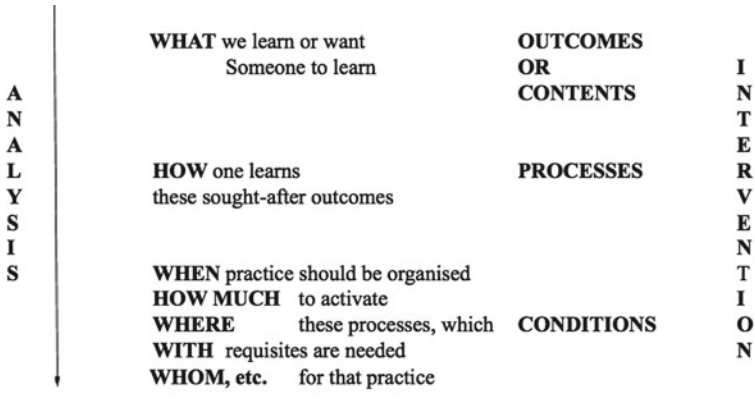 WHAT we learn or want OUTCOMES
Someone to learn OR
CONTENTS
HOW one learns PROCESSES
these sought-after outcomes
WHEN practice should be organised
HOW MUCH to activate
WHERE these processes, which CONDITIONS
WITH requisites are needed
WHOM, etc. for that practice
ANALYSIS
INTERVENTION